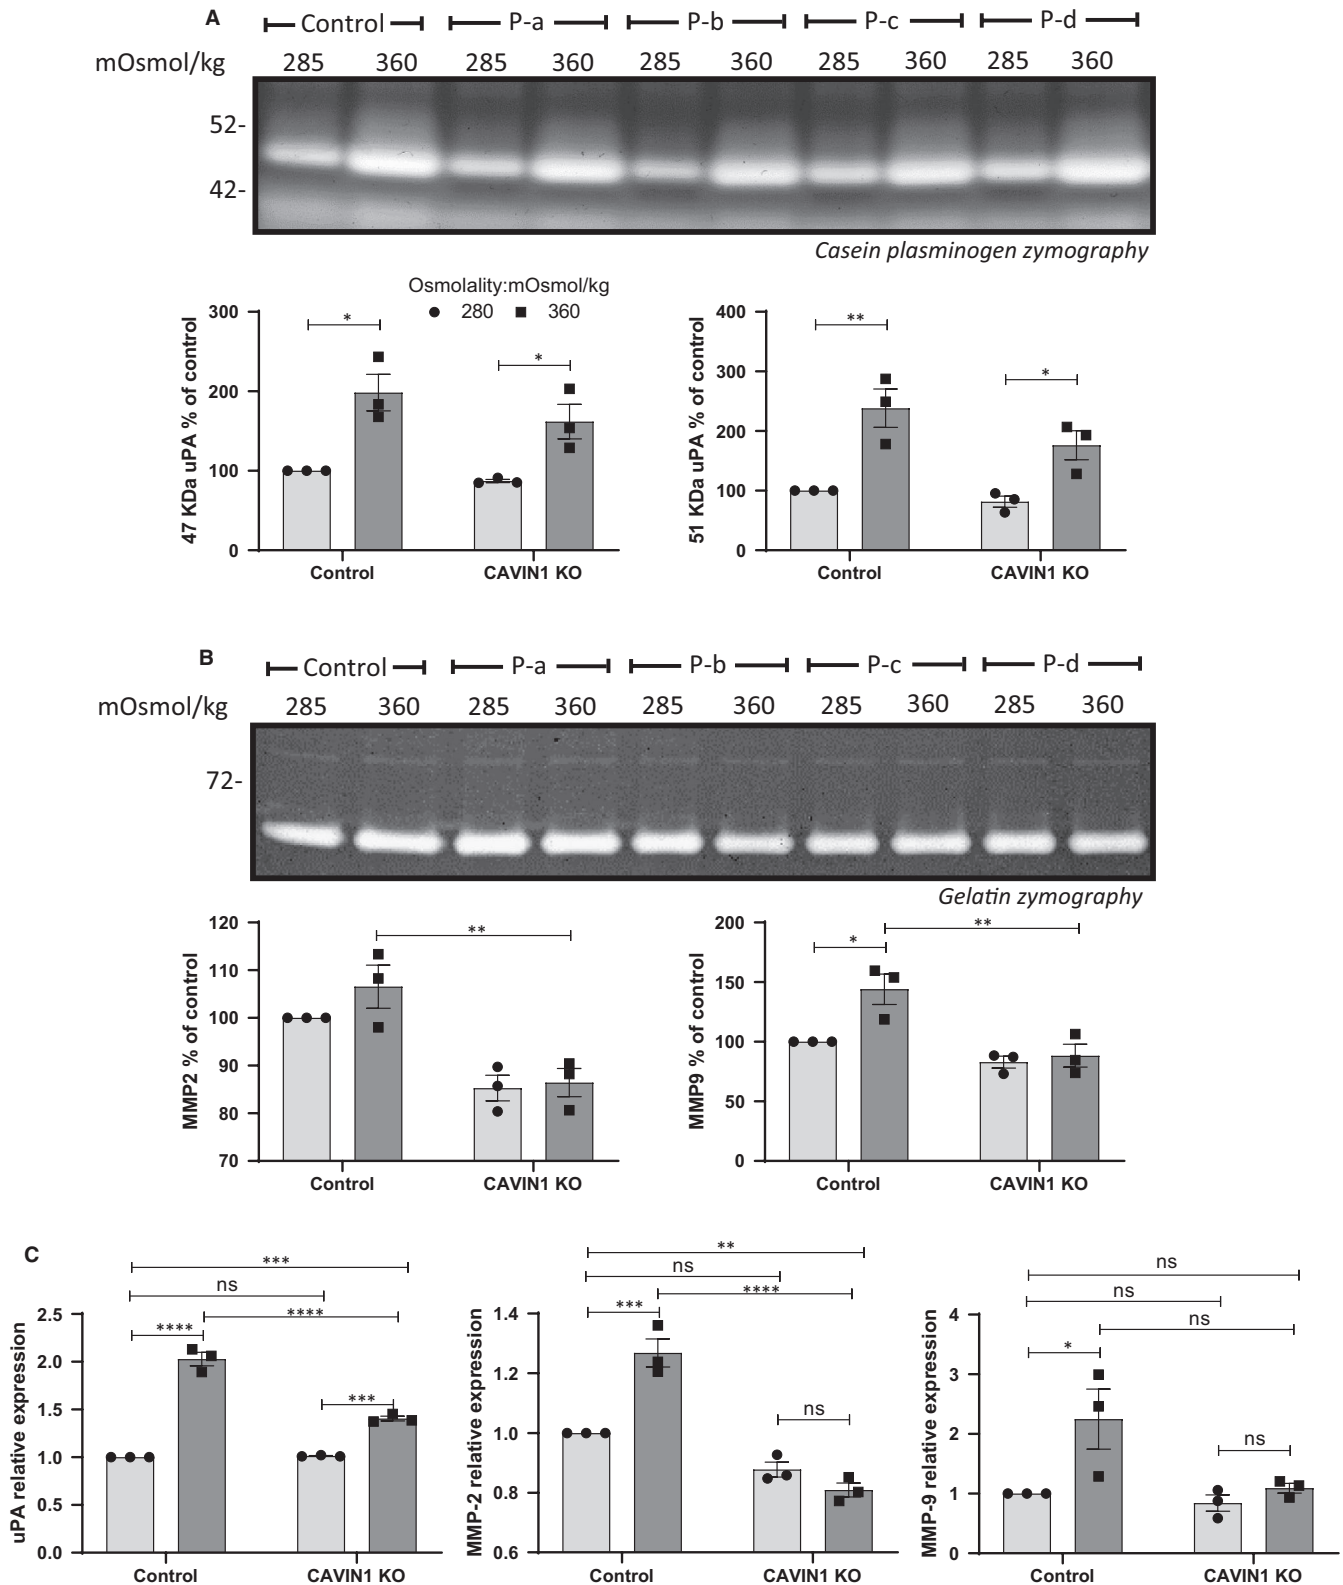 A
Control P-a P-b P-c P-d
mOsmol/kg 285 360 285 360 285 360 285 360 285 360
52-
42-
Casein plasminogen zymography
Osmolality:mOsmol/kg
280 360
47 KDa uPA % of control
300
200
100
0
*
*
Control CAVIN1 KO
51 KDa uPA % of control
400
300
200
100
0
**
*
Control CAVIN1 KO
B
Control P-a P-b P-c P-d
mOsmol/kg 285 360 285 360 285 360 285 360 285 360
72-
Gelatin zymography
MMP2 % of control
120
110
100
90
80
70
**
Control CAVIN1 KO
MMP9 % of control
200
150
100
50
0
**
*
Control CAVIN1 KO
C
uPA relative expression
2.5
2.0
1.5
1.0
0.5
0.0
***
ns
****
****
***
Control CAVIN1 KO
MMP-2 relative expression
1.4
1.2
1.0
0.8
0.6
**
ns
****
***
ns
Control CAVIN1 KO
MMP-9 relative expression
4
3
2
1
0
ns
ns
ns
*
ns
Control CAVIN1 KO